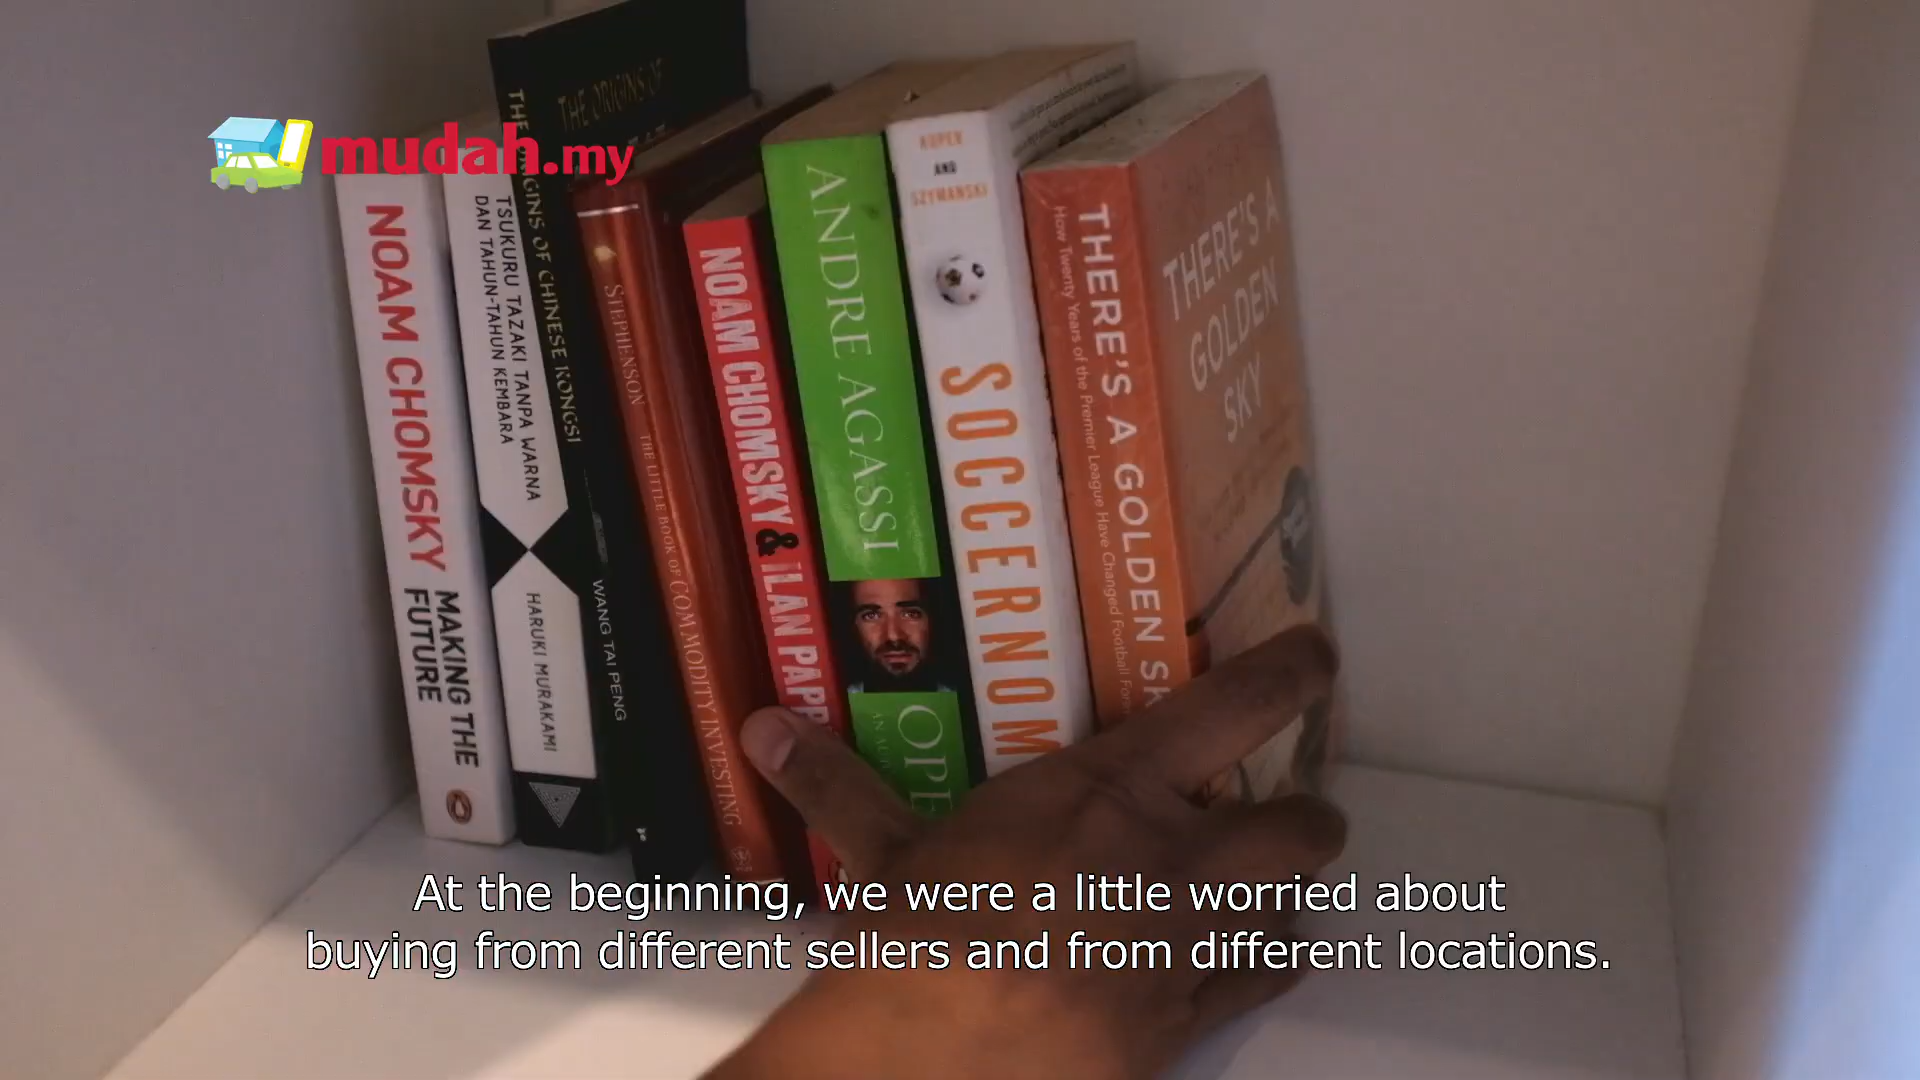 mudah.my
NOAM CHOMSKY
MAKING THE
FUTURE
TSUKURU TAZAKI TANPA WARNA
DAN TAHUN-TAHUN KEMBARA
HARUKI MURAKAMI
THE ORIGINS OF CHINESE KONGSI
WANG TAI PENG
THE ORIGINS OF
STEPHENSON
THE LITTLE BOOK OF COMMODITY INVESTING
NOAM CHOMSKY & ILAN PAPP
ANDRE AGASSI
OPE
KUPER
AND
SZYMANSKI
SOCCERNOM
THERE'S A GOLDEN SK
How Twenty Years of the Premier League Have Changed Football For
THERE'S A
GOLDEN
SKY
At the beginning, we were a little worried about
buying from different sellers and from different locations.